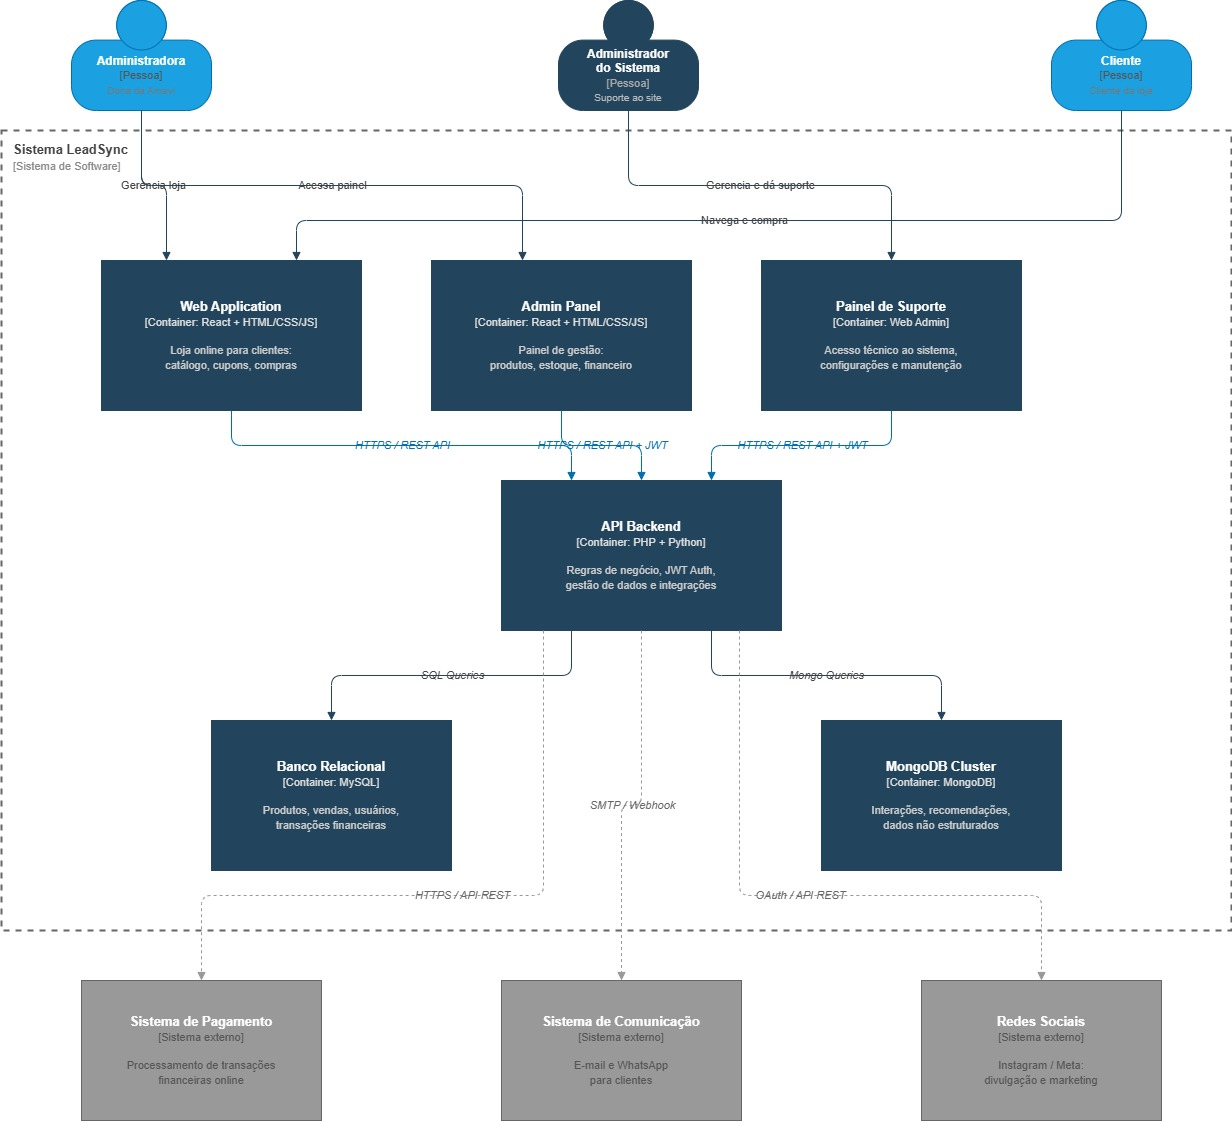 Administradora
[Pessoa]
Dona da
Administrador
do Sistema
[Pessoa]
Suporte ao site
Cliente
[Pessoa]
Cliente da loja
Sistema LeadSync
[Sistema de Software]
Gerencia loja
Acessa painel
Gerencia e dá suporte
Navega e compra
Web Application
[Container: React + HTML/CSS/JS]
Loja online para clientes:
catálogo, cupons, compras
Admin Panel
[Container: React + HTML/CSS/JS]
Painel de gestão:
produtos, estoque, financeiro
Painel de Suporte
[Container: Web Admin]
Acesso técnico ao sistema,
configurações e manutenção
HTTPS / REST API
HTTPS / REST API + JWT
HTTPS / REST API + JWT
API Backend
[Container: PHP + Python]
Regras de negócio, JWT Auth,
gestão de dados e integrações
SQL Queries
Mongo Queries
Banco Relacional
[Container: MySQL]
Produtos, vendas, usuários,
transações financeiras
MongoDB Cluster
[Container: MongoDB]
Interações, recomendações,
dados não estruturados
SMTP / Webhook
HTTPS / API REST
OAuth / API REST
Sistema de Pagamento
[Sistema externo]
Processamento de transações
financeiras online
Sistema de Comunicação
[Sistema externo]
E-mail e WhatsApp
para clientes
Redes Sociais
[Sistema externo]
Instagram / Meta:
divulgação e marketing